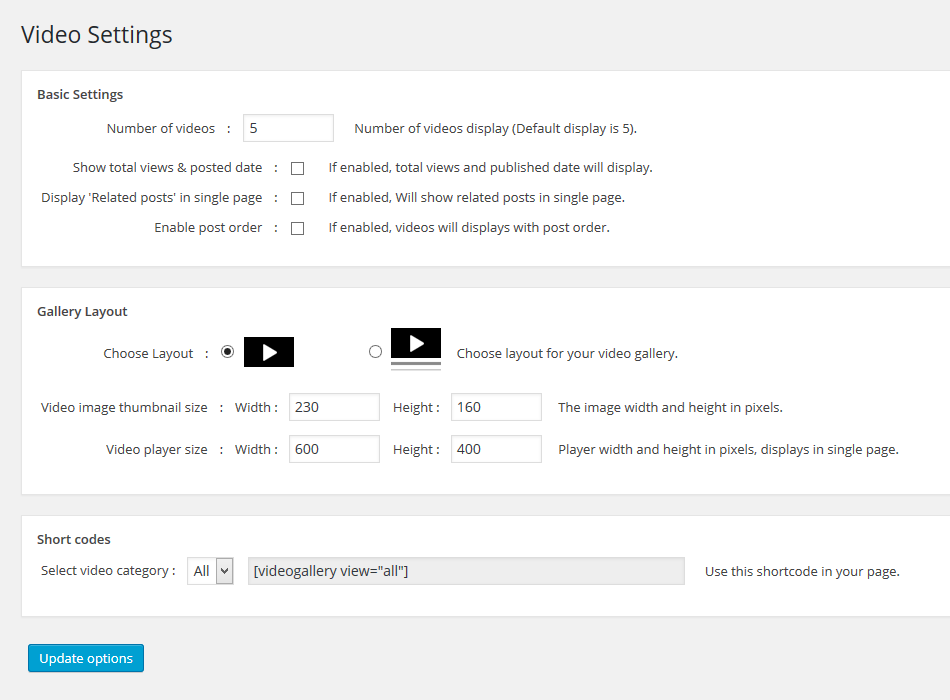 Video Settings
Basic Settings
Number of videos : 5 Number of videos display (Default display is 5).
Show total views & posted date : If enabled, total views and published date will display.
Display 'Related posts' in single page : If enabled, Will show related posts in single page.
Enable post order : If enabled, videos will displays with post order.
Gallery Layout
Choose Layout : Choose layout for your video gallery.
Video image thumbnail size : Width : 230 Height : 160 The image width and height in pixels.
Video player size : Width : 600 Height : 400 Player width and height in pixels, displays in single page.
Short codes
Select video category : All [videogallery view="all"] Use this shortcode in your page.
Update options